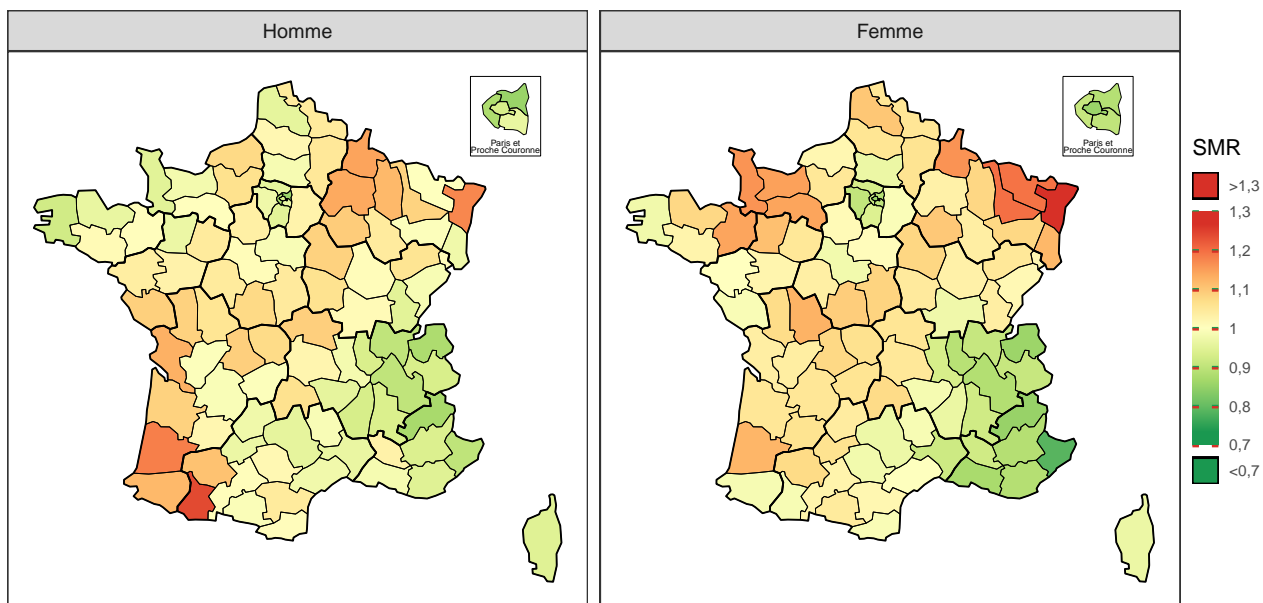 Homme
Femme
Paris et
Proche Couronne
Paris et
Proche Couronne
SMR
>1,3
1,3
1,2
1,1
1
0,9
0,8
0,7
<0,7